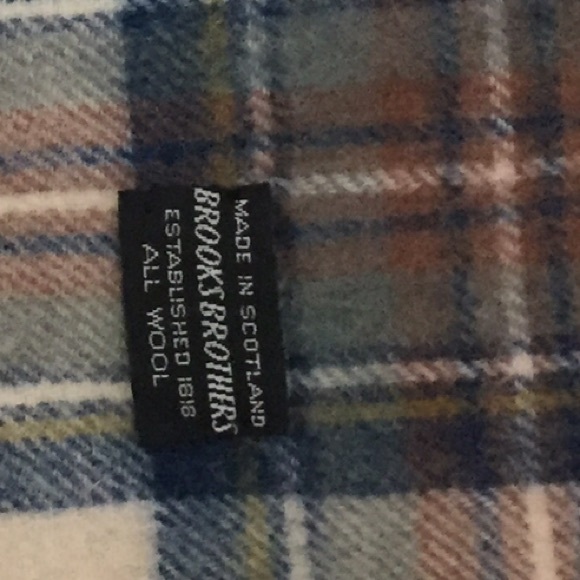 MADE IN SCOTLAND
BROOKS BROTHERS
ESTABLISHED 1818
ALL WOOL